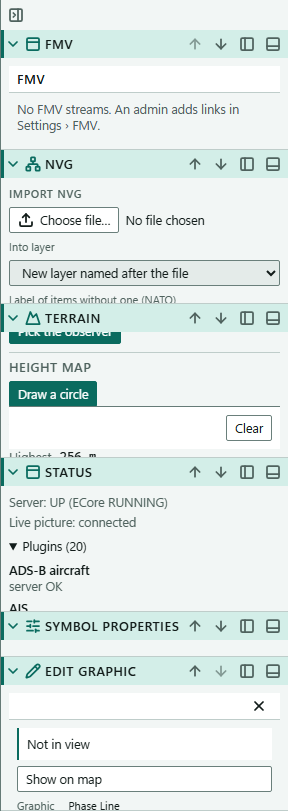 FMV
FMV
No FMV streams. An admin adds links in
Settings › FMV.
NVG
IMPORT NVG
Choose file...
No file chosen
Into layer
New layer named after the file
Label of items without one (NATO)
TERRAIN
Pick the observer
HEIGHT MAP
Draw a circle
Clear
Highest 256 m
STATUS
Server: UP (ECore RUNNING)
Live picture: connected
▼ Plugins (20)
ADS-B aircraft
server OK
AIS
SYMBOL PROPERTIES
EDIT GRAPHIC
Not in view
Show on map
Graphic Phase Line